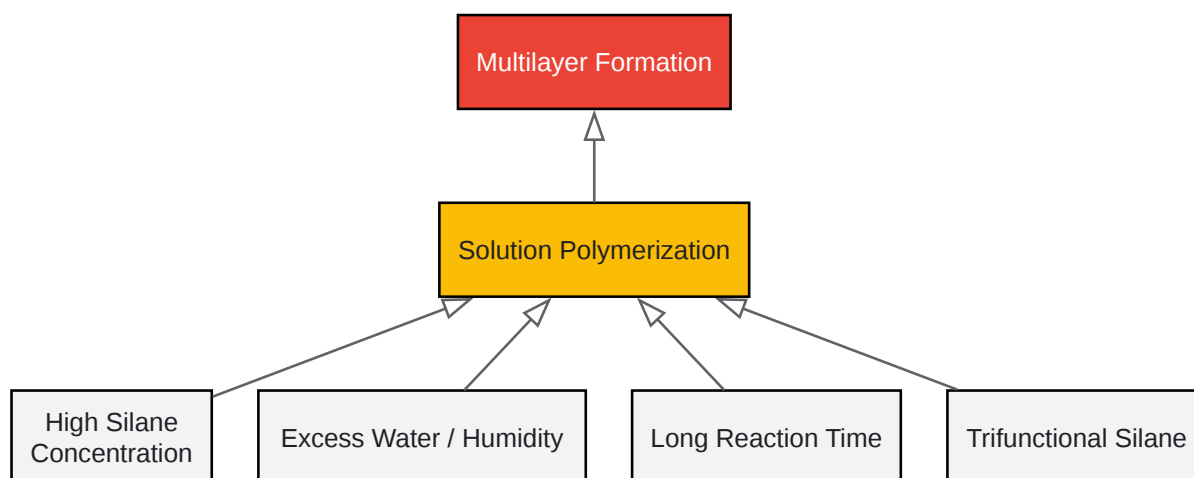 Multilayer Formation
Solution Polymerization
High Silane
Concentration
Excess Water / Humidity
Long Reaction Time
Trifunctional Silane